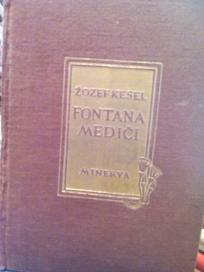 ŽOZEF KESEL
FONTANA
MEDIČI
MINERVA